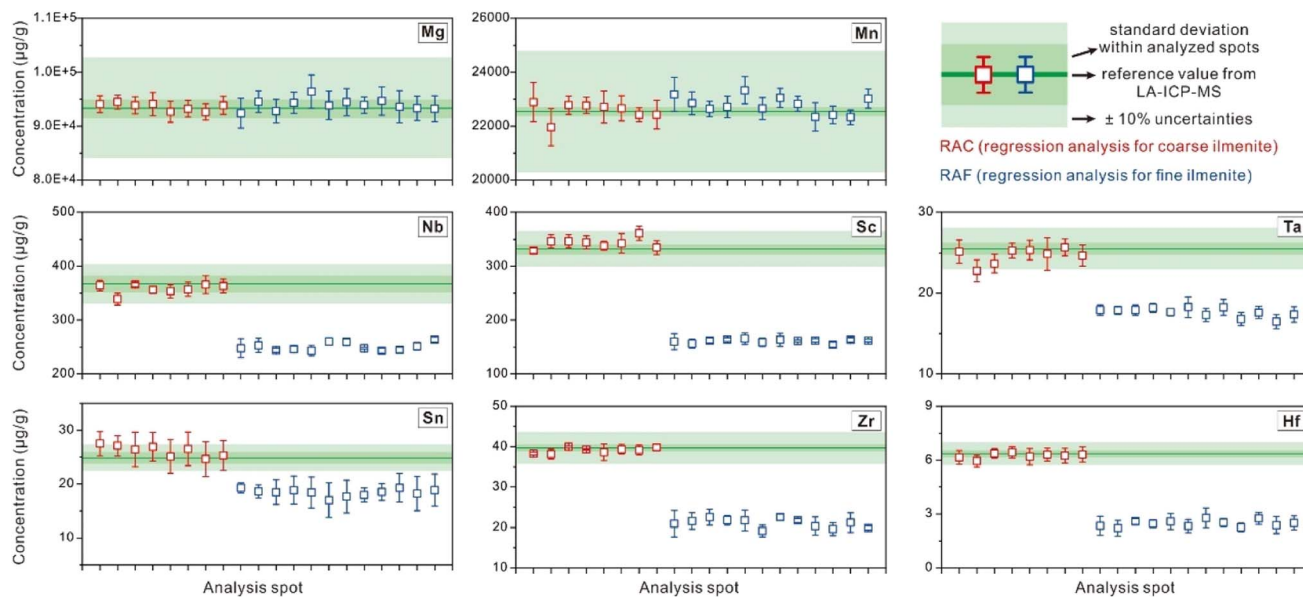 Concentration (μg/g)
1.1E+5
1.0E+5
9.0E+4
8.0E+4
Mg
26000
24000
22000
20000
Mn
standard deviation
within analyzed spots
reference value from
LA-ICP-MS
± 10% uncertainties
RAC (regression analysis for coarse ilmenite)
RAF (regression analysis for fine ilmenite)
Concentration (μg/g)
500
400
300
200
Nb
400
300
200
100
Sc
30
20
10
Ta
Concentration (μg/g)
30
20
10
Sn
50
40
30
20
10
Zr
9
6
3
0
Hf
Analysis spot
Analysis spot
Analysis spot